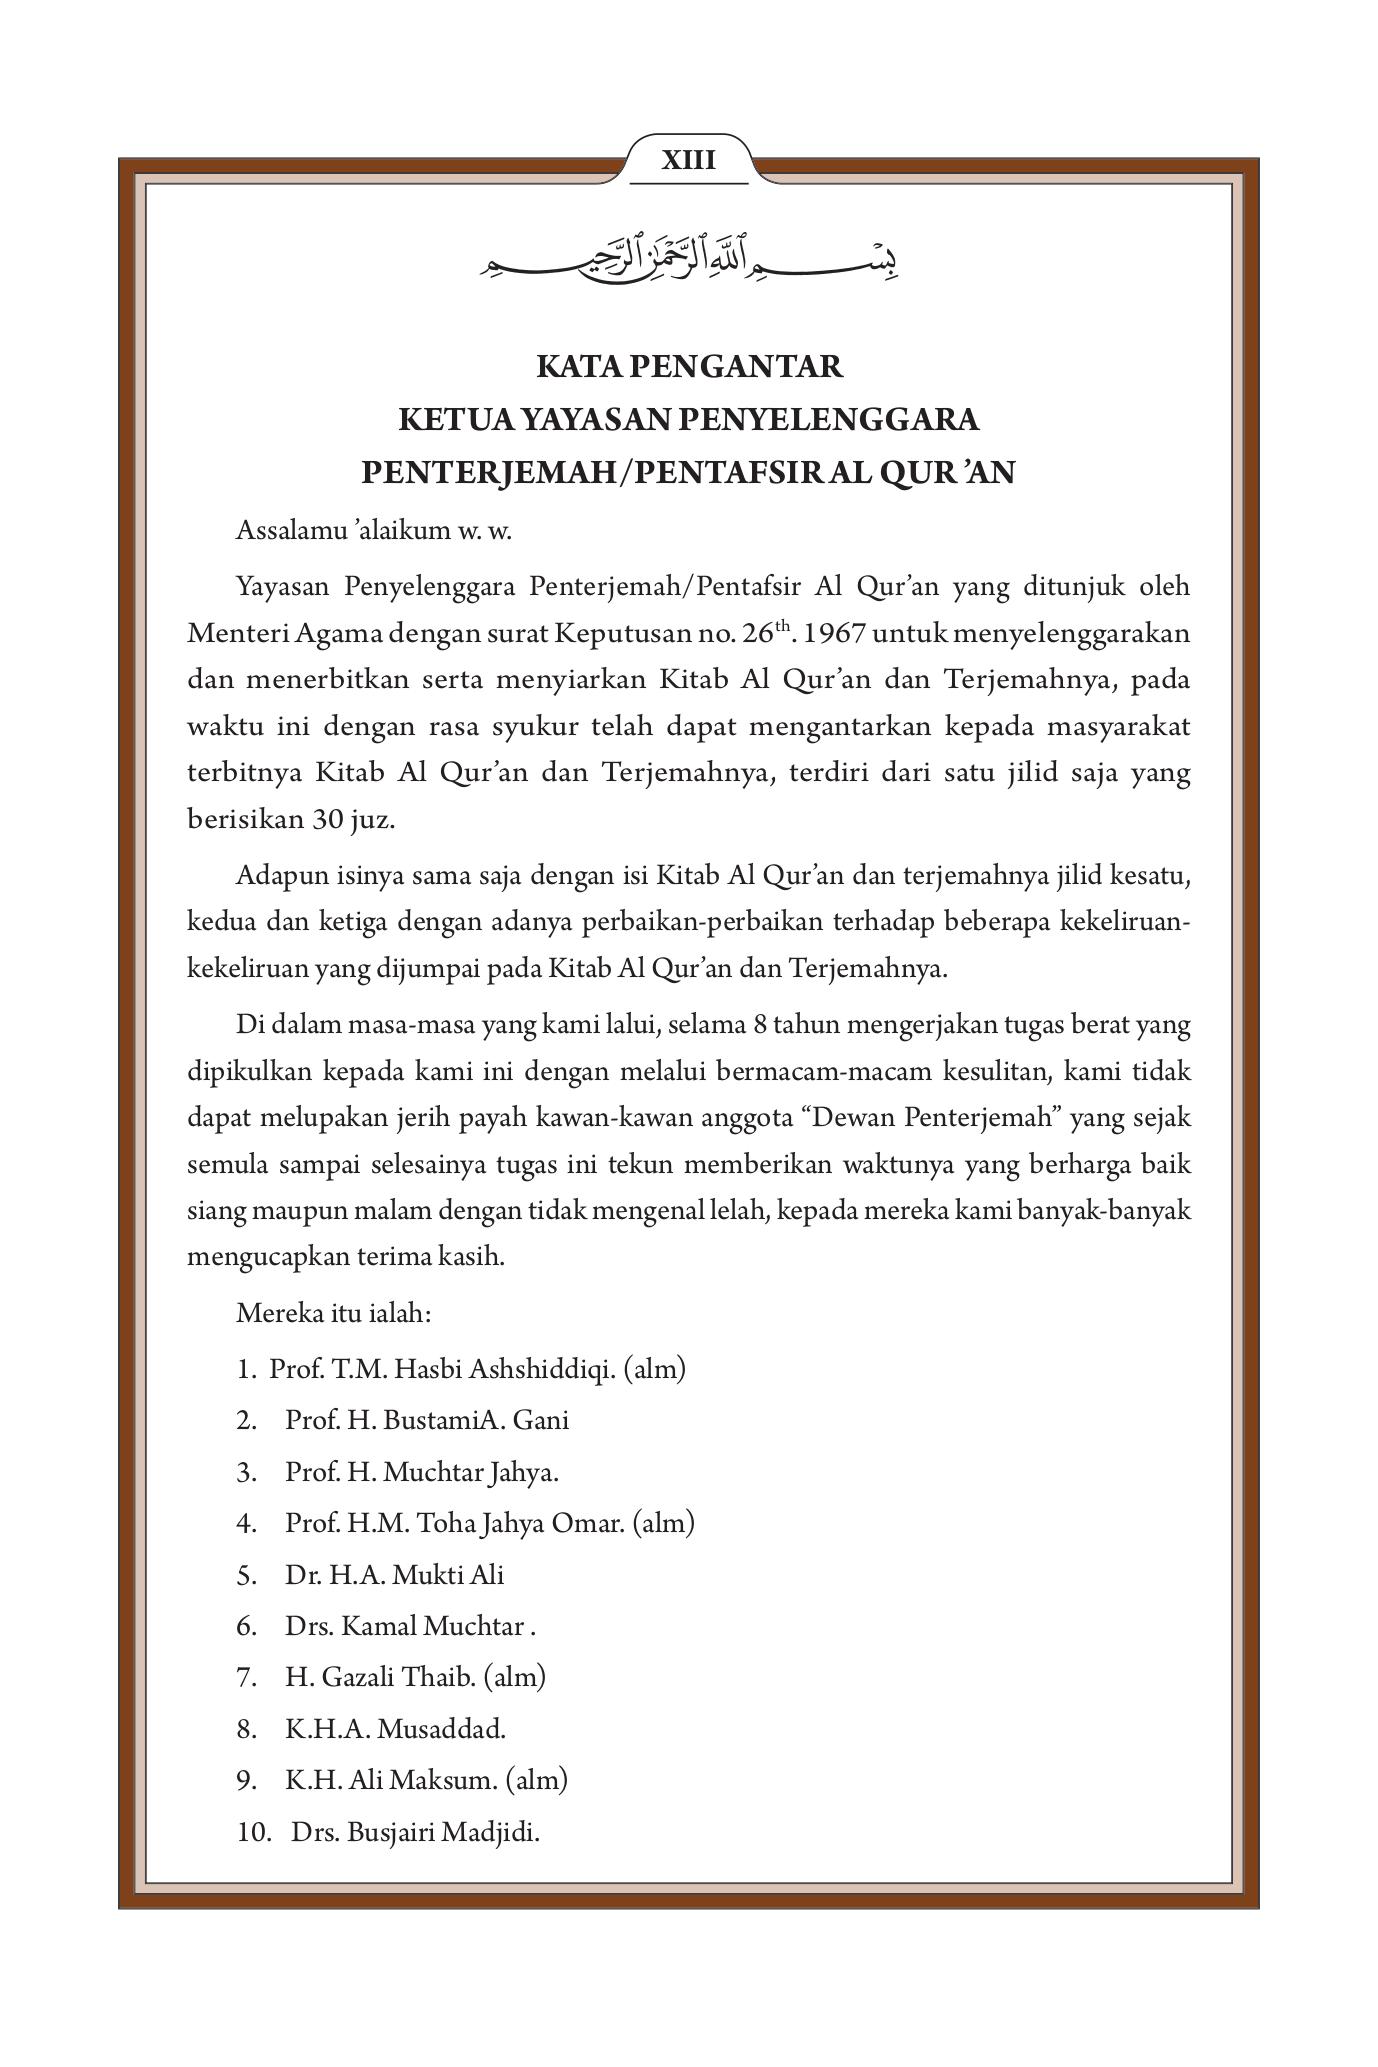 XIII
بِسْمِ ٱللَّهِ ٱلرَّحْمَٰنِ ٱلرَّحِيمِ
KATA PENGANTAR
KETUA YAYASAN PENYELENGGARA
PENTERJEMAH/PENTAFSIR AL QUR ’AN
Assalamu ’alaikum w. w.
Yayasan Penyelenggara Penterjemah/Pentafsir Al Qur’an yang ditunjuk oleh
Menteri Agama dengan surat Keputusan no. 26th. 1967 untuk menyelenggarakan
dan menerbitkan serta menyiarkan Kitab Al Qur’an dan Terjemahnya, pada
waktu ini dengan rasa syukur telah dapat mengantarkan kepada masyarakat
terbitnya Kitab Al Qur’an dan Terjemahnya, terdiri dari satu jilid saja yang
berisikan 30 juz.
Adapun isinya sama saja dengan isi Kitab Al Qur’an dan terjemahnya jilid kesatu,
kedua dan ketiga dengan adanya perbaikan-perbaikan terhadap beberapa kekeliruan-
kekeliruan yang dijumpai pada Kitab Al Qur’an dan Terjemahnya.
Di dalam masa-masa yang kami lalui, selama 8 tahun mengerjakan tugas berat yang
dipikulkan kepada kami ini dengan melalui bermacam-macam kesulitan, kami tidak
dapat melupakan jerih payah kawan-kawan anggota “Dewan Penterjemah” yang sejak
semula sampai selesainya tugas ini tekun memberikan waktunya yang berharga baik
siang maupun malam dengan tidak mengenal lelah, kepada mereka kami banyak-banyak
mengucapkan terima kasih.
Mereka itu ialah:
1. Prof. T.M. Hasbi Ashshiddiqi. (alm)
2. Prof. H. BustamiA. Gani
3. Prof. H. Muchtar Jahya.
4. Prof. H.M. Toha Jahya Omar. (alm)
5. Dr. H.A. Mukti Ali
6. Drs. Kamal Muchtar .
7. H. Gazali Thaib. (alm)
8. K.H.A. Musaddad.
9. K.H. Ali Maksum. (alm)
10. Drs. Busjairi Madjidi.